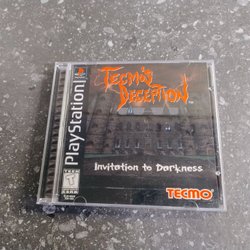 TECMO'S
DECEPTION
PlayStation
Invitation to Darkness
TECMO